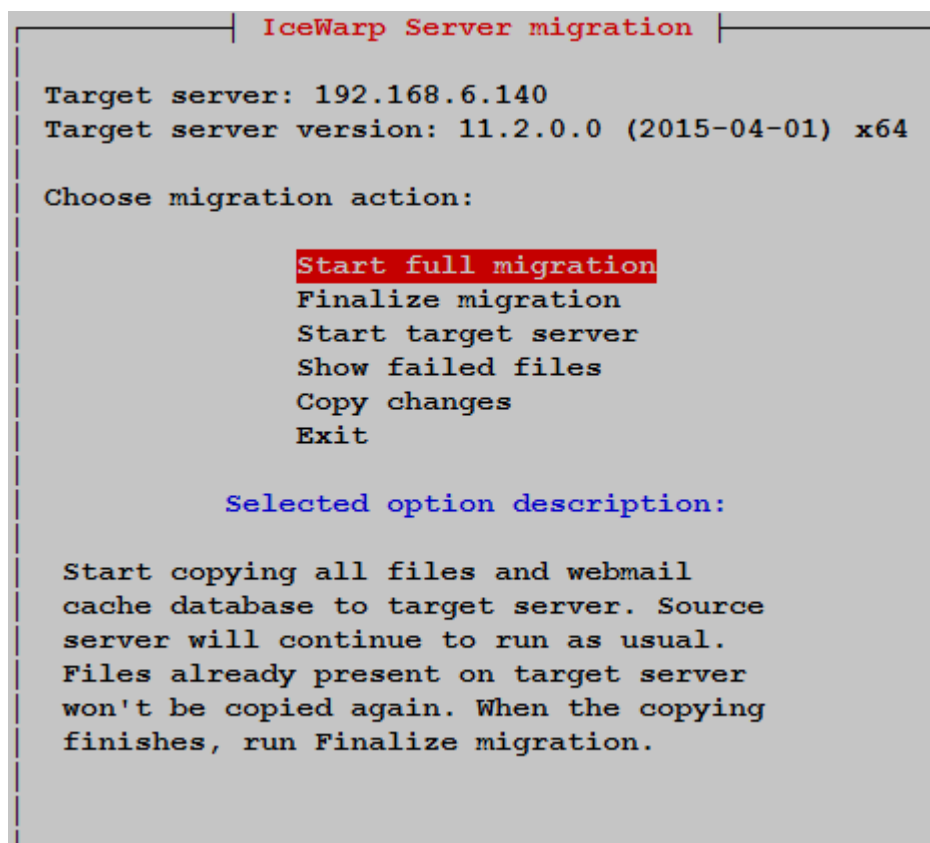 IceWarp Server migration
Target server: 192.168.6.140
Target server version: 11.2.0.0 (2015-04-01) x64
Choose migration action:
Start full migration
Finalize migration
Start target server
Show failed files
Copy changes
Exit
Selected option description:
Start copying all files and webmail
cache database to target server. Source
server will continue to run as usual.
Files already present on target server
won't be copied again. When the copying
finishes, run Finalize migration.